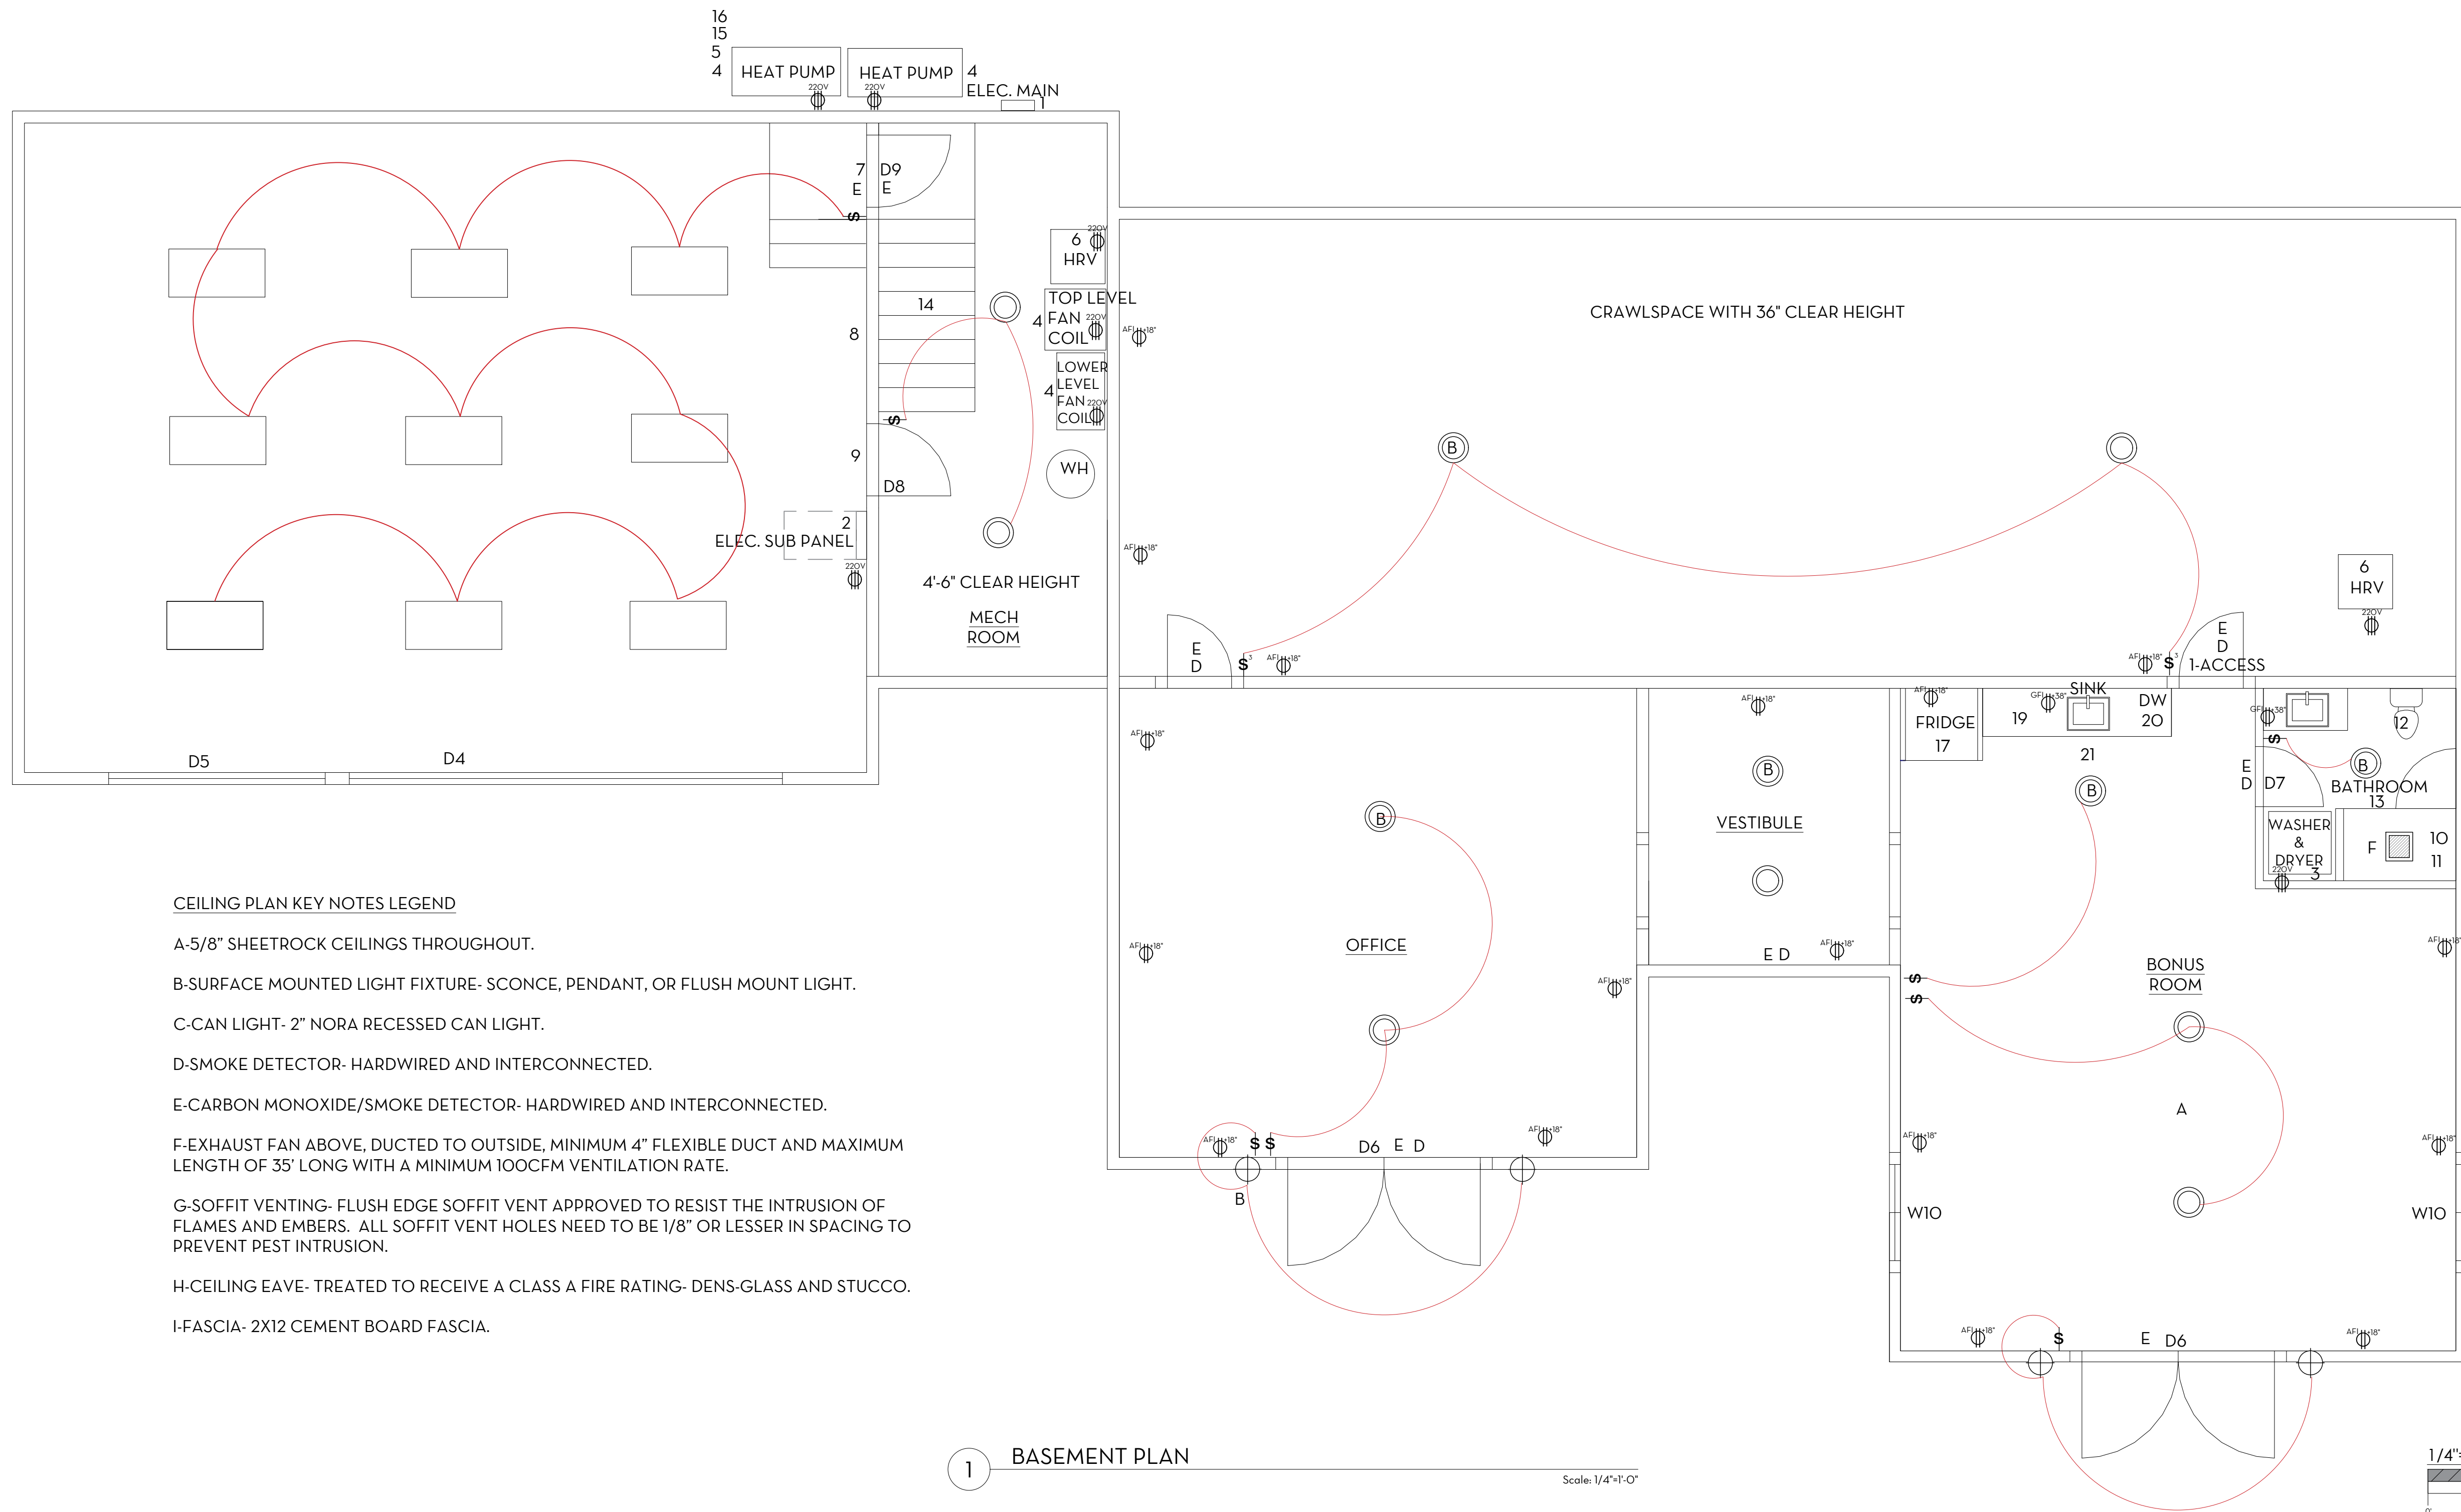 16
15
5
4
HEAT PUMP
220V
HEAT PUMP
220V
4
ELEC. MAIN
1
7
E
D9
E
S
6
HRV
220V
TOP LEVEL
FAN
COIL
220V
4
14
8
LOWER
LEVEL
FAN
COIL
220V
4
S
9
D8
WH
2
ELEC. SUB PANEL
220V
4'-6" CLEAR HEIGHT
MECH
ROOM
D5
D4
AFI +18"
CRAWLSPACE WITH 36" CLEAR HEIGHT
B
AFI +18"
6
HRV
220V
E
D
S3
AFI +18"
AFI +18"
S3
E
D
1-ACCESS
AFI +18"
AFI +18"
B
VESTIBULE
E D
AFI +18"
AFI +18"
FRIDGE
17
19
GFI +38"
SINK
DW
20
21
B
GFI +38"
S
12
B
E
D
D7
BATHROOM
13
WASHER
&
DRYER
220V
3
F
10
11
B
OFFICE
AFI +18"
AFI +18"
AFI +18"
S S
D6 E D
AFI +18"
B
S
S
BONUS
ROOM
AFI +18"
A
AFI +18"
AFI +18"
W10
W10
AFI +18"
S
E D6
AFI +18"
CEILING PLAN KEY NOTES LEGEND
A-5/8" SHEETROCK CEILINGS THROUGHOUT.
B-SURFACE MOUNTED LIGHT FIXTURE- SCONCE, PENDANT, OR FLUSH MOUNT LIGHT.
C-CAN LIGHT- 2" NORA RECESSED CAN LIGHT.
D-SMOKE DETECTOR- HARDWIRED AND INTERCONNECTED.
E-CARBON MONOXIDE/SMOKE DETECTOR- HARDWIRED AND INTERCONNECTED.
F-EXHAUST FAN ABOVE, DUCTED TO OUTSIDE, MINIMUM 4" FLEXIBLE DUCT AND MAXIMUM
LENGTH OF 35' LONG WITH A MINIMUM 100CFM VENTILATION RATE.
G-SOFFIT VENTING- FLUSH EDGE SOFFIT VENT APPROVED TO RESIST THE INTRUSION OF
FLAMES AND EMBERS. ALL SOFFIT VENT HOLES NEED TO BE 1/8" OR LESSER IN SPACING TO
PREVENT PEST INTRUSION.
H-CEILING EAVE- TREATED TO RECEIVE A CLASS A FIRE RATING- DENS-GLASS AND STUCCO.
I-FASCIA- 2X12 CEMENT BOARD FASCIA.
1
BASEMENT PLAN
Scale: 1/4"=1'-0"
1/4"=